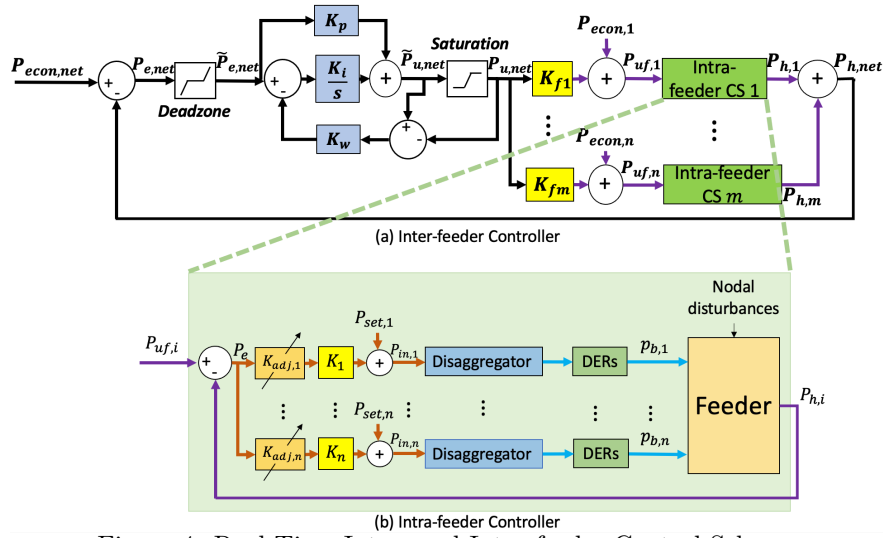 P_econ,net
+
-
P_e,net
Deadzone
P̃_e,net
K_p
+
-
K_i
s
+
P̃_u,net
Saturation
P_u,net
K_w
+
-
K_f1
P_econ,1
+
P_uf,1
Intra-
feeder CS 1
P_h,1
+
P_h,net
⋮
⋮
K_fm
P_econ,n
+
P_uf,n
Intra-feeder
CS m
P_h,m
(a) Inter-feeder Controller
Nodal
disturbances
P_uf,i
+
-
P_e
K_adj,1
K_1
P_set,1
+
P_in,1
Disaggregator
DERs
p_b,1
Feeder
P_h,i
⋮ ⋮ ⋮ ⋮ ⋮ ⋮
K_adj,n
K_n
P_set,n
+
P_in,n
Disaggregator
DERs
p_b,n
(b) Intra-feeder Controller